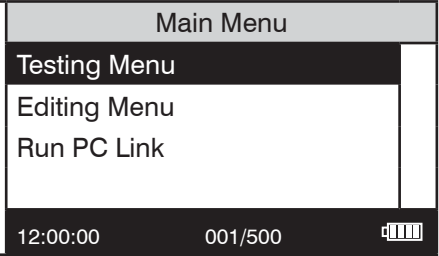 Main Menu
Testing Menu
Editing Menu
Run PC Link
12:00:00 001/500